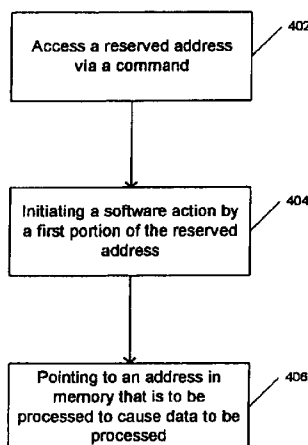 Access a reserved address
via a command
402
Initiating a software action by
a first portion of the reserved
address
404
Pointing to an address in
memory that is to be
processed to cause data to be
processed
406